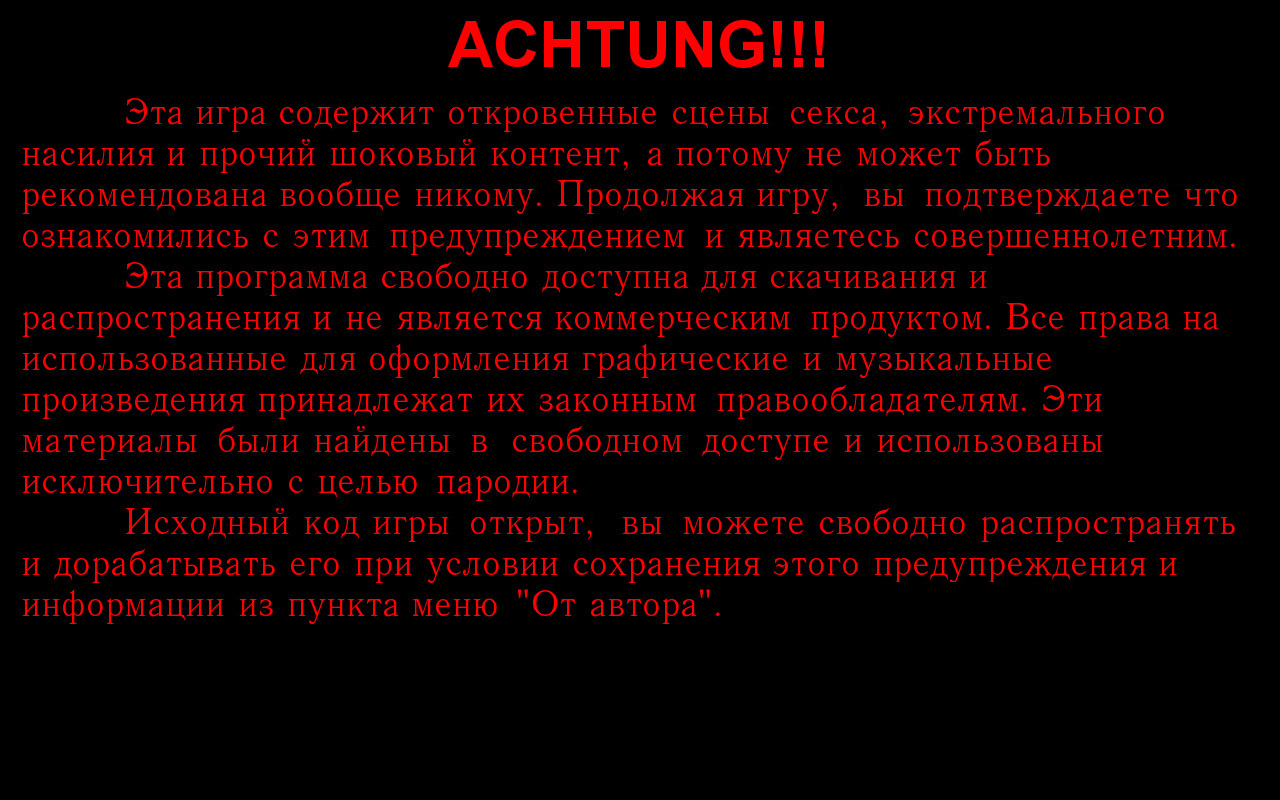 ACHTUNG!!!
Эта игра содержит откровенные сцены секса, экстремального
насилия и прочий шоковый контент, а потому не может быть
рекомендована вообще никому. Продолжая игру, вы подтверждаете что
ознакомились с этим предупреждением и являетесь совершеннолетним.
Эта программа свободно доступна для скачивания и
распространения и не является коммерческим продуктом. Все права на
использованные для оформления графические и музыкальные
произведения принадлежат их законным правообладателям. Эти
материалы были найдены в свободном доступе и использованы
исключительно с целью пародии.
Исходный код игры открыт, вы можете свободно распространять
и дорабатывать его при условии сохранения этого предупреждения и
информации из пункта меню "От автора".